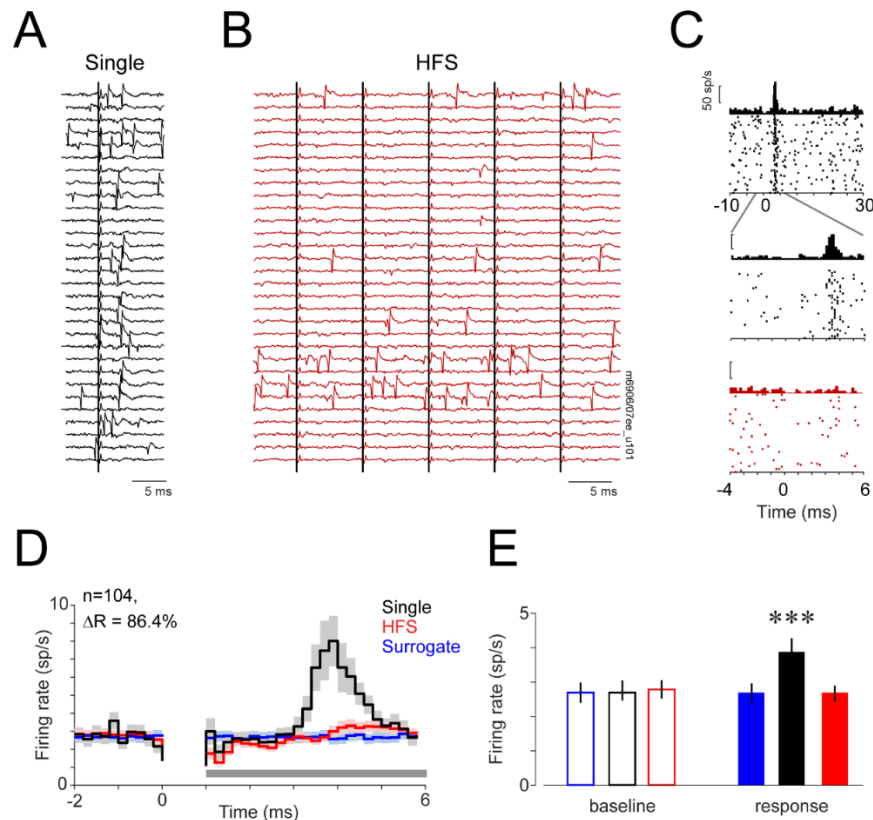 A
Single
5 ms
B
HFS
5 ms
m6906/07ee_u101
C
50 sp/s
-10 0 30
-4 0 6
Time (ms)
D
n=104,
ΔR = 86.4%
Single
HFS
Surrogate
Firing rate (sp/s)
10
0
-2 0 6
Time (ms)
E
Firing rate (sp/s)
5
0
***
baseline response